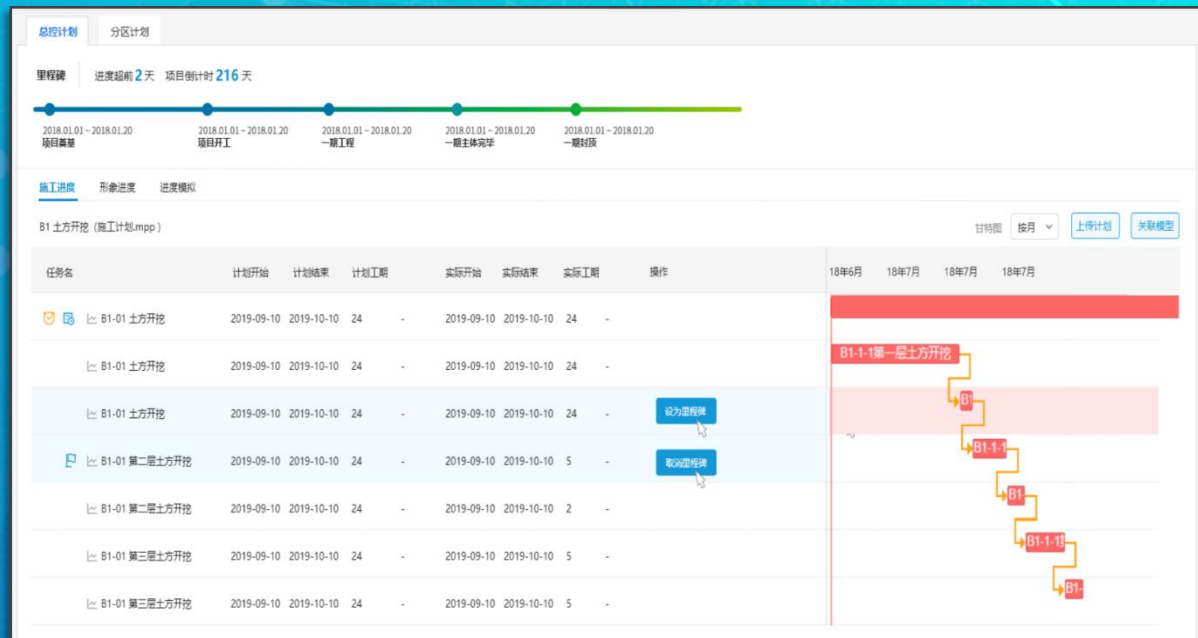 总控计划 分区计划
里程碑 进度超前2天 项目倒计时216天
2018.01.01~2018.01.20 2018.01.01~2018.01.20 2018.01.01~2018.01.20 2018.01.01~2018.01.20 2018.01.01~2018.01.20
项目奠基 项目开工 一期工程 一期主体完毕 一期封顶
施工进度 形象进度 进度模拟
B1 土方开挖（施工计划.mpp） 甘特图 按月 上传计划 关联模型
任务名 计划开始 计划结束 计划工期 实际开始 实际结束 实际工期 操作 18年6月 18年7月 18年7月 18年7月
B1-01 土方开挖 2019-09-10 2019-10-10 24 - 2019-09-10 2019-10-10 24 -
B1-01 土方开挖 2019-09-10 2019-10-10 24 - 2019-09-10 2019-10-10 24 - B1-1-1第一层土方开挖
B1-01 土方开挖 2019-09-10 2019-10-10 24 - 2019-09-10 2019-10-10 24 - 设为里程碑 B1
B1-01 第二层土方开挖 2019-09-10 2019-10-10 24 - 2019-09-10 2019-10-10 5 - 取消里程碑 B1-1-1
B1-01 第二层土方开挖 2019-09-10 2019-10-10 24 - 2019-09-10 2019-10-10 2 - B1-
B1-01 第三层土方开挖 2019-09-10 2019-10-10 24 - 2019-09-10 2019-10-10 5 - B1-1-1
B1-01 第三层土方开挖 2019-09-10 2019-10-10 24 - 2019-09-10 2019-10-10 5 - B1-